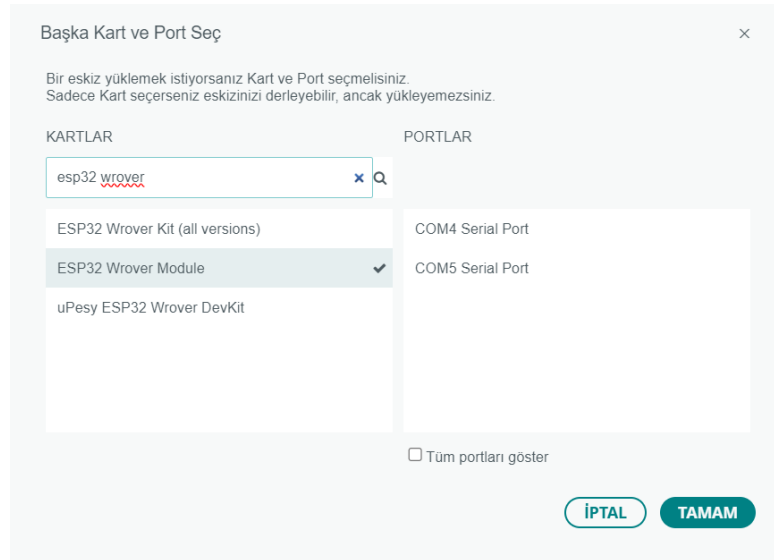 Başka Kart ve Port Seç
Bir eskiz yüklemek istiyorsanız Kart ve Port seçmelisiniz.
Sadece Kart seçerseniz eskizinizi derleyebilir, ancak yükleyemezsiniz.
KARTLAR
PORTLAR
esp32 wrover
ESP32 Wrover Kit (all versions)
ESP32 Wrover Module
uPesy ESP32 Wrover DevKit
COM4 Serial Port
COM5 Serial Port
Tüm portları göster
İPTAL
TAMAM